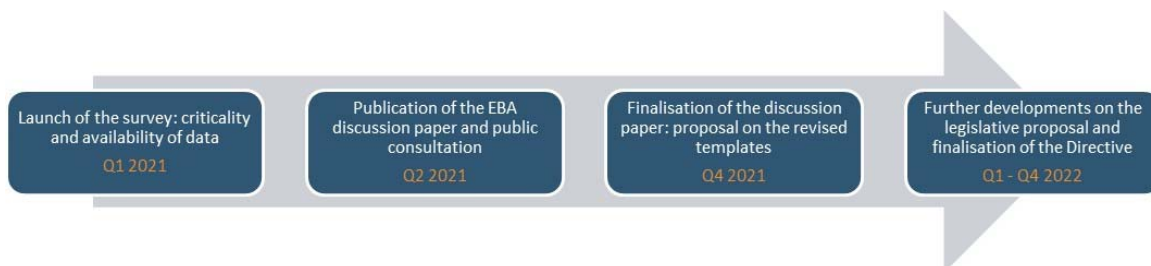 Launch of the survey: criticality
and availability of data
Q1 2021
Publication of the EBA
discussion paper and public
consultation
Q2 2021
Finalisation of the discussion
paper: proposal on the revised
templates
Q4 2021
Further developments on the
legislative proposal and
finalisation of the Directive
Q1 - Q4 2022